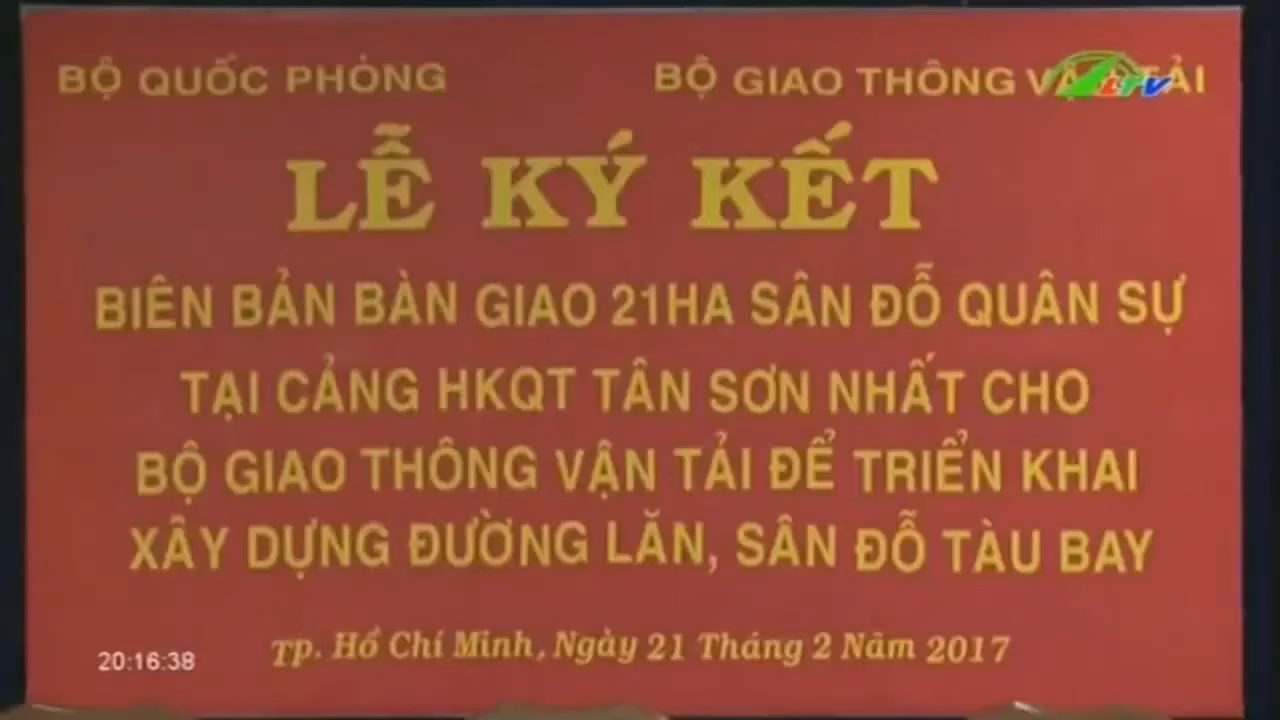 BỘ QUỐC PHÒNG
BỘ GIAO THÔNG VẬN TẢI
LTV
LỄ KÝ KẾT
BIÊN BẢN BÀN GIAO 21HA SÂN ĐỖ QUÂN SỰ
TẠI CẢNG HKQT TÂN SƠN NHẤT CHO
BỘ GIAO THÔNG VẬN TẢI ĐỂ TRIỂN KHAI
XÂY DỰNG ĐƯỜNG LĂN, SÂN ĐỖ TÀU BAY
Tp. Hồ Chí Minh, Ngày 21 Tháng 2 Năm 2017
20:16:38